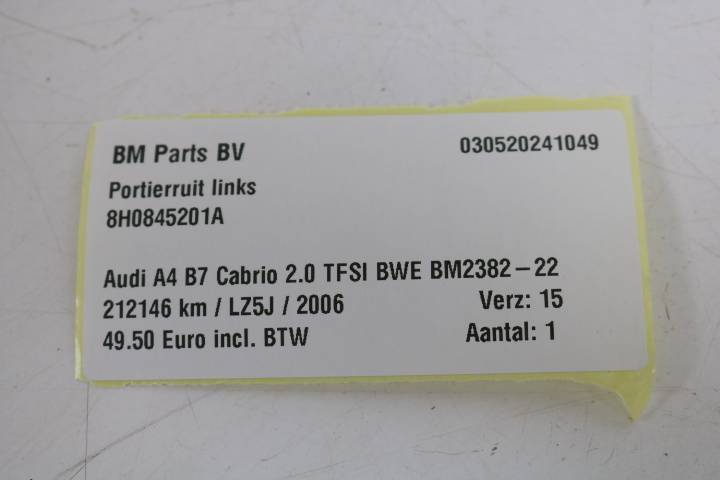 BM Parts BV 030520241049
Portierruit links
8H0845201A
Audi A4 B7 Cabrio 2.0 TFSI BWE BM2382-22
212146 km / LZ5J / 2006 Verz: 15
49.50 Euro incl. BTW Aantal: 1